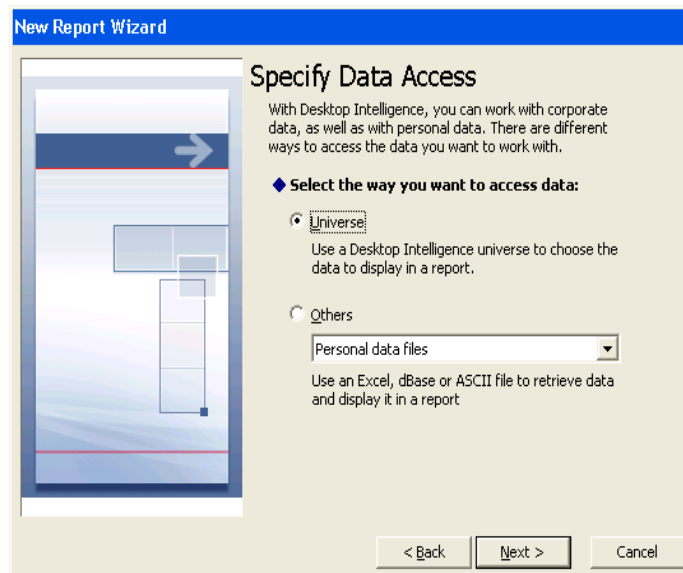 New Report Wizard
Specify Data Access
With Desktop Intelligence, you can work with corporate
data, as well as with personal data. There are different
ways to access the data you want to work with.
Select the way you want to access data:
Universe
Use a Desktop Intelligence universe to choose the
data to display in a report.
Others
Personal data files
Use an Excel, dBase or ASCII file to retrieve data
and display it in a report
< Back
Next >
Cancel